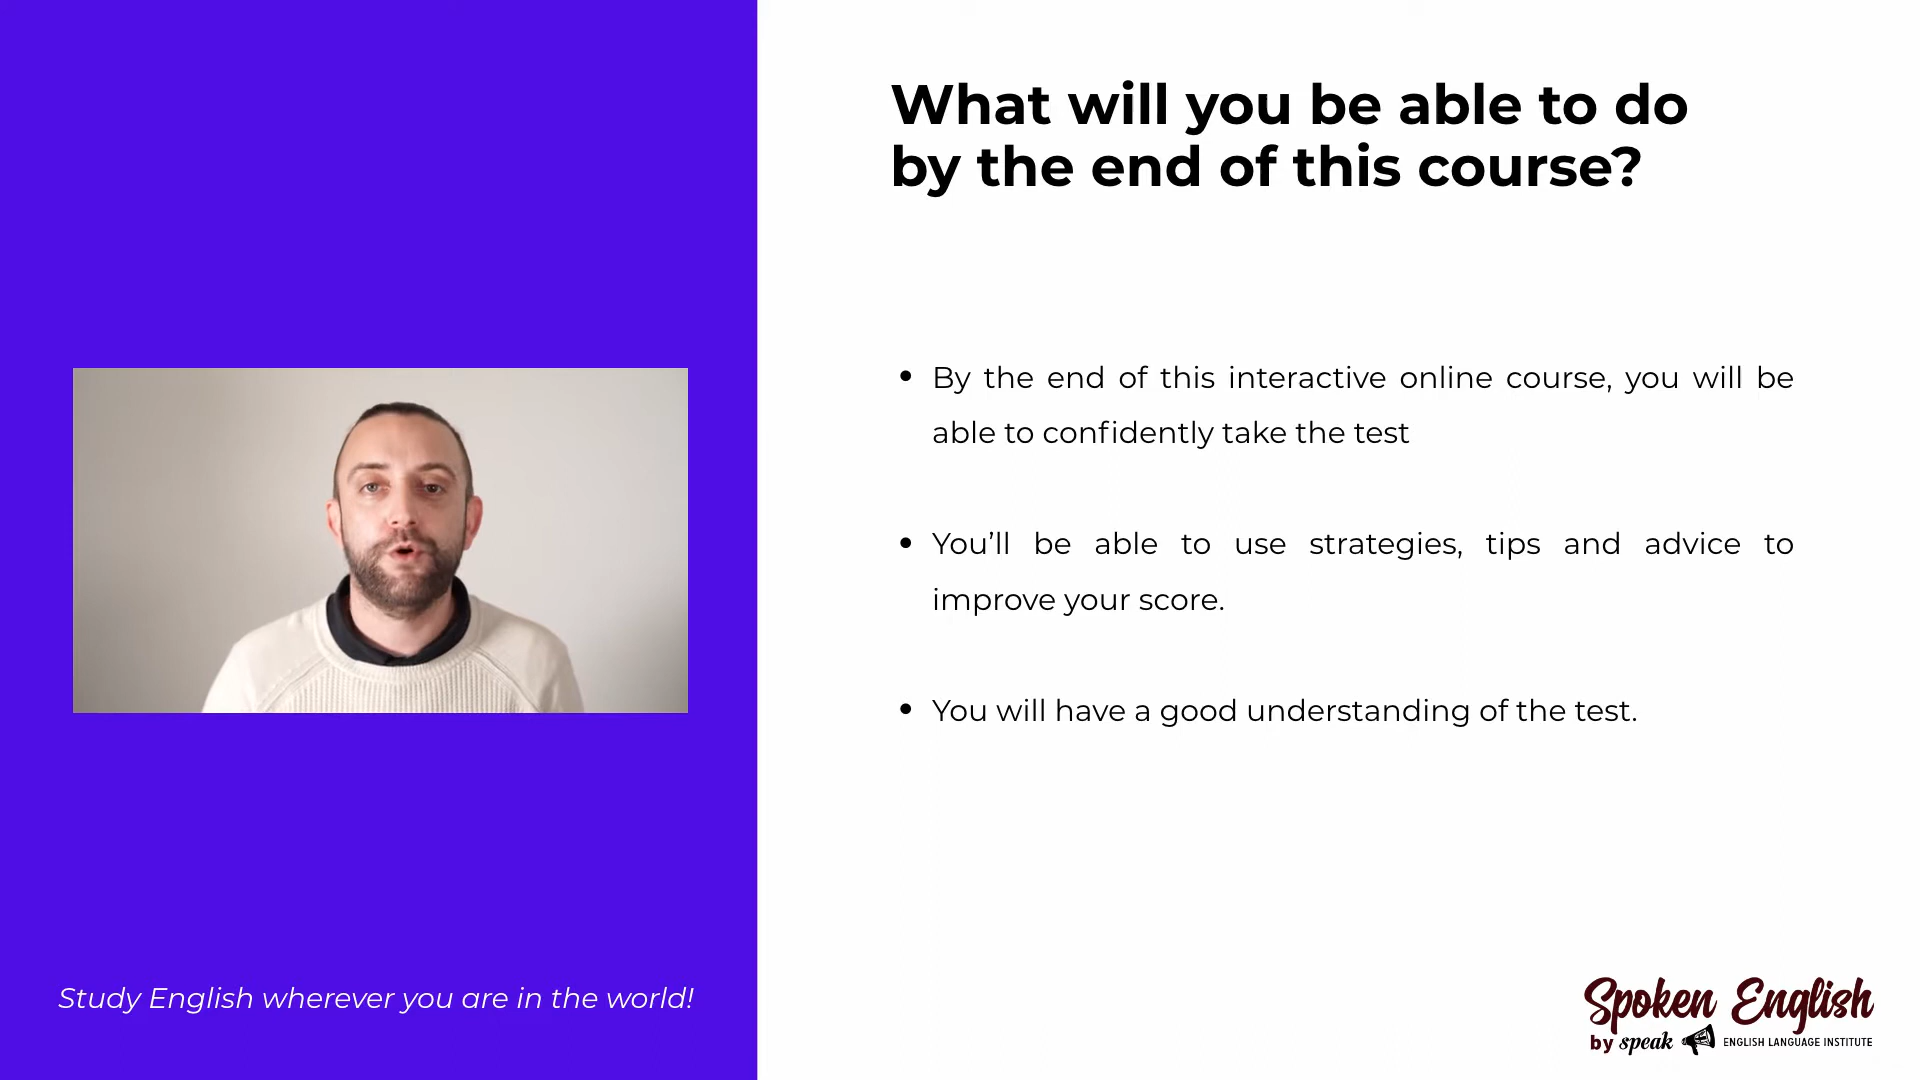 What will you be able to do
by the end of this course?
• By the end of this interactive online course, you will be
able to confidently take the test
• You’ll be able to use strategies, tips and advice to
improve your score.
• You will have a good understanding of the test.
Study English wherever you are in the world!
Spoken English
by speak ENGLISH LANGUAGE INSTITUTE